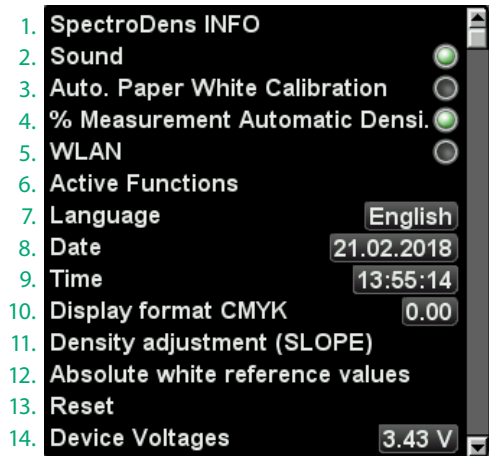 1. SpectroDens INFO
2. Sound
3. Auto. Paper White Calibration
4. % Measurement Automatic Densi.
5. WLAN
6. Active Functions
7. Language English
8. Date 21.02.2018
9. Time 13:55:14
10. Display format CMYK 0.00
11. Density adjustment (SLOPE)
12. Absolute white reference values
13. Reset
14. Device Voltages 3.43 V